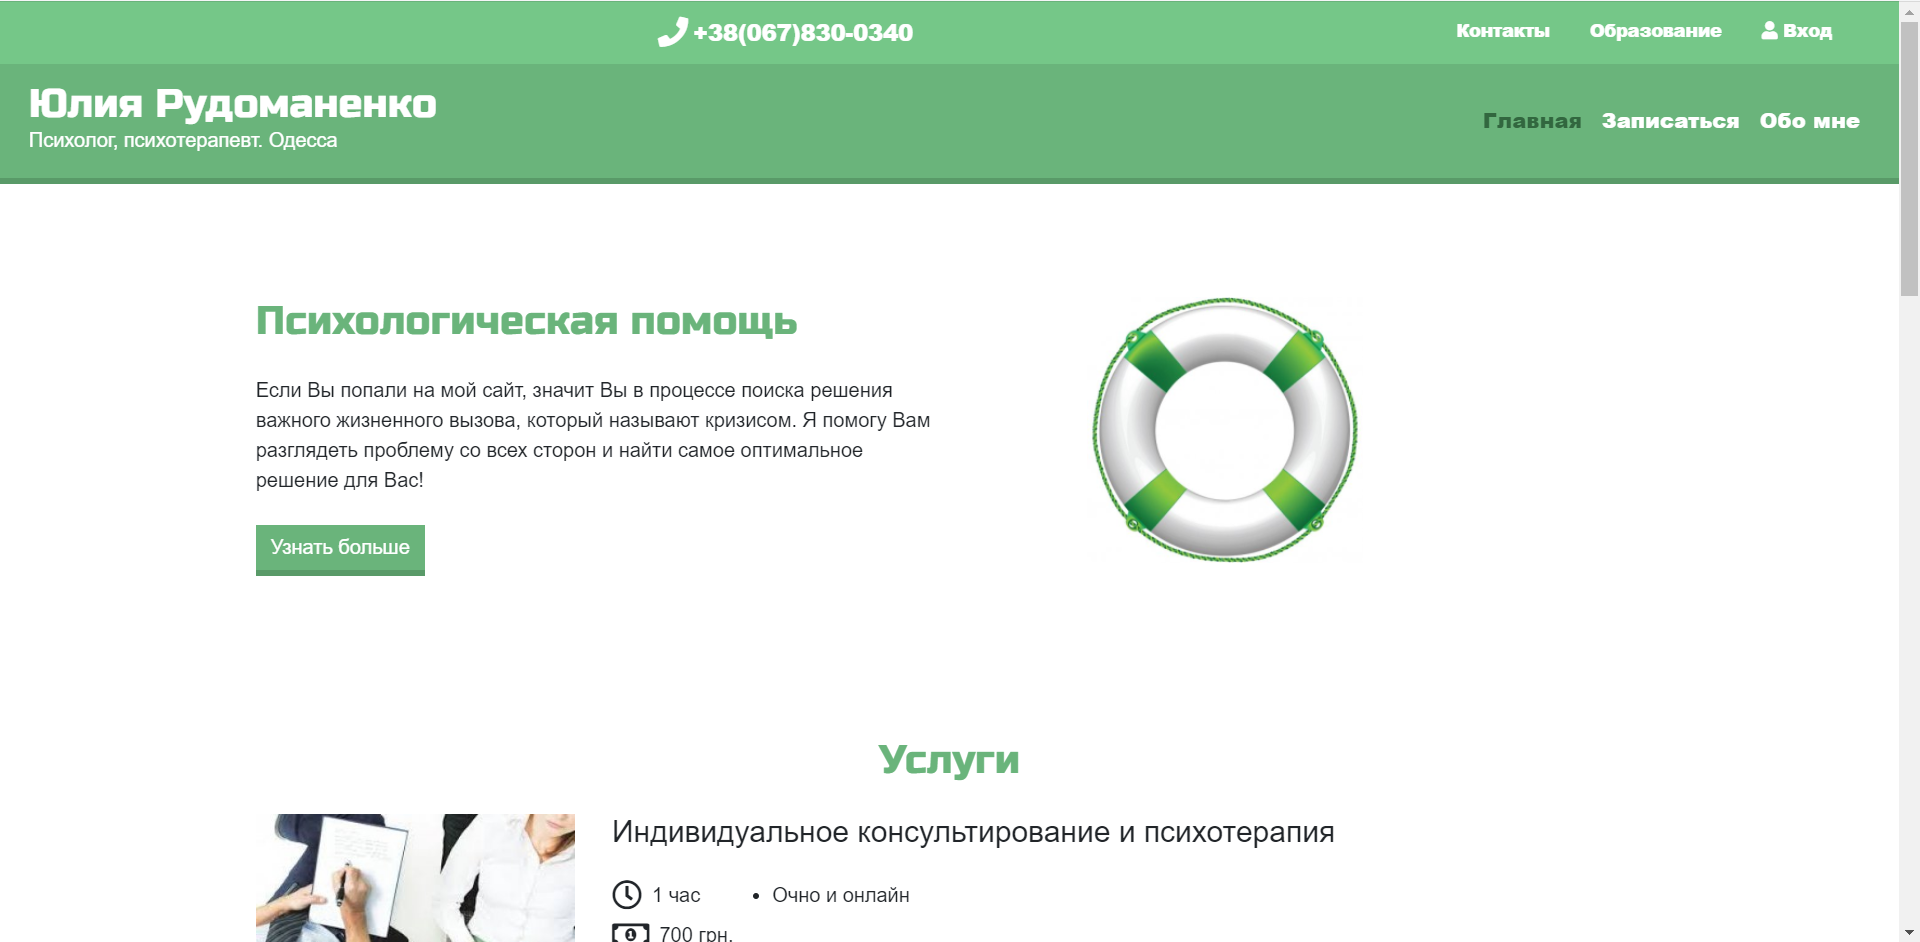 +38(067)830-0340
Контакты
Образование
Вход
Юлия Рудоманенко
Психолог, психотерапевт. Одесса
Главная
Записаться
Обо мне
Психологическая помощь
Если Вы попали на мой сайт, значит Вы в процессе поиска решения
важного жизненного вызова, который называют кризисом. Я помогу Вам
разглядеть проблему со всех сторон и найти самое оптимальное
решение для Вас!
Узнать больше
Услуги
Индивидуальное консультирование и психотерапия
1 час
• Очно и онлайн
700 грн.